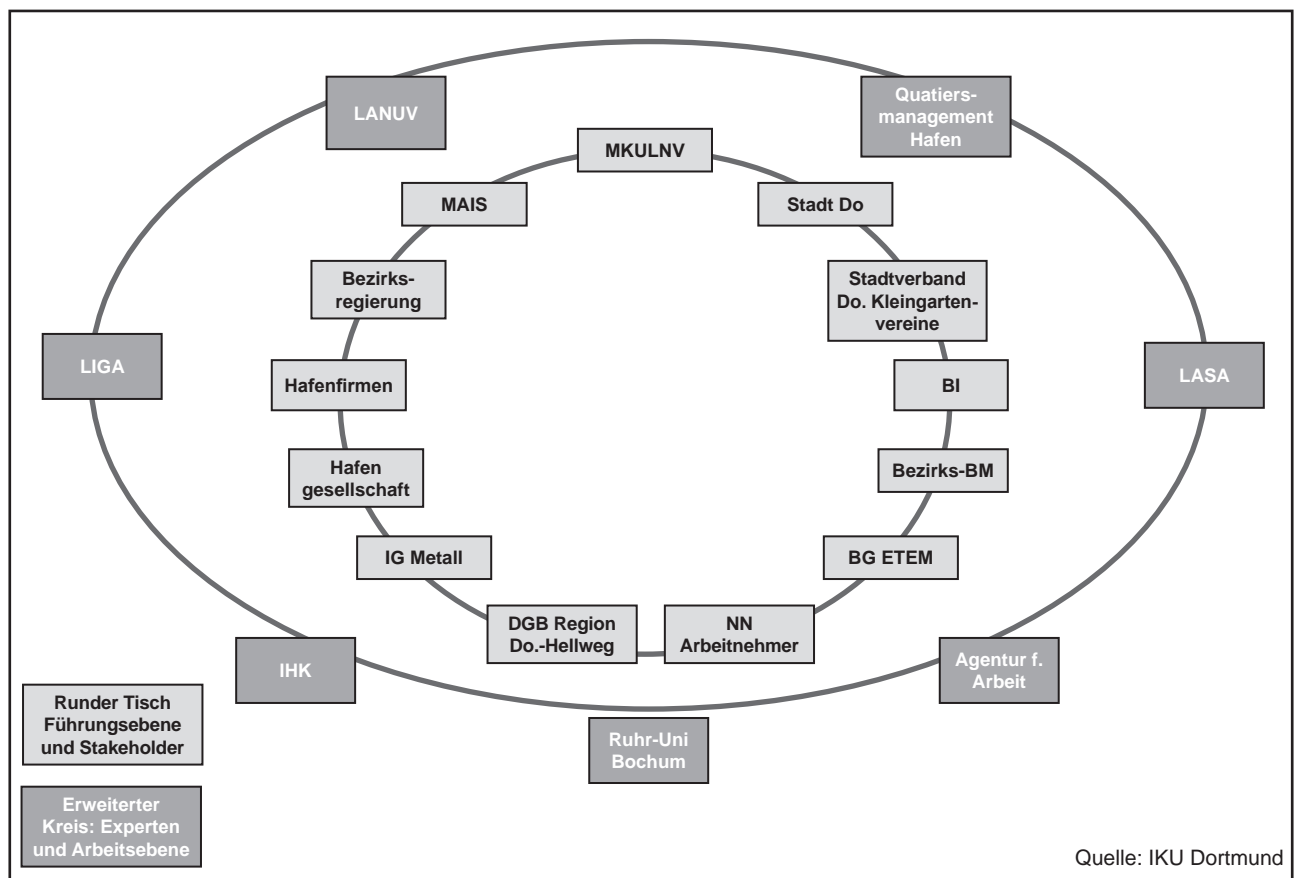 LANUV
Quatiers-
management
Hafen
MKULNV
MAIS
Stadt Do
Bezirks-
regierung
Stadtverband
Do. Kleingarten-
vereine
LIGA
Hafenfirmen
BI
LASA
Hafen
gesellschaft
Bezirks-BM
IG Metall
BG ETEM
DGB Region
Do.-Hellweg
NN
Arbeitnehmer
IHK
Agentur f.
Arbeit
Runder Tisch
Führungsebene
und Stakeholder
Ruhr-Uni
Bochum
Erweiterter
Kreis: Experten
und Arbeitsebene
Quelle: IKU Dortmund